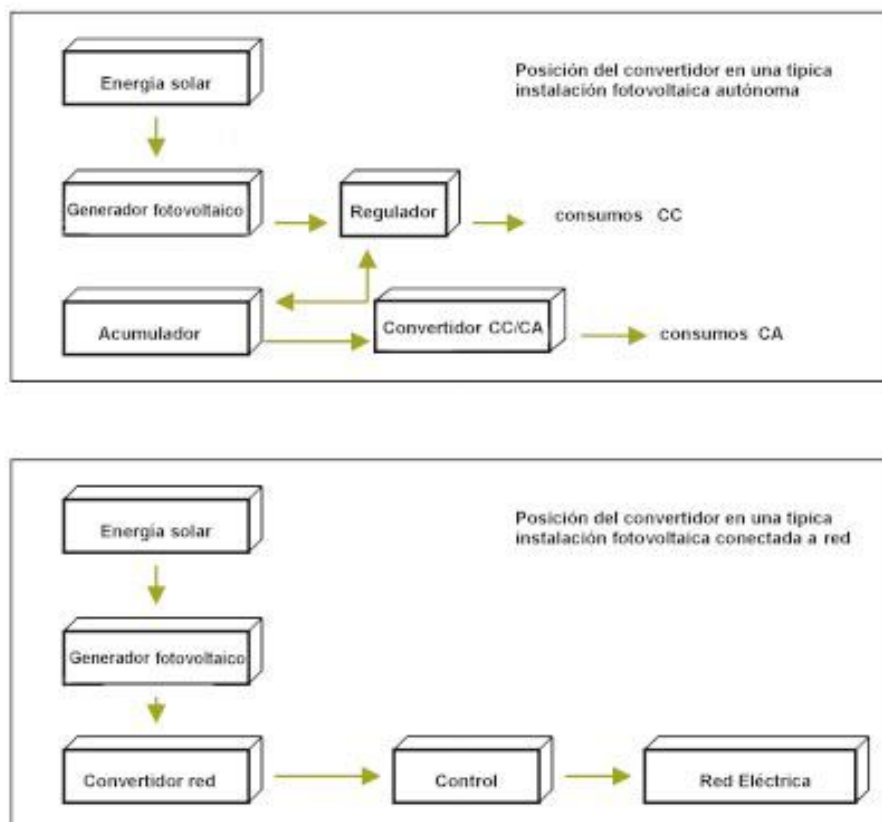 Energía solar
Posición del convertidor en una típica
instalación fotovoltaica autónoma
Generador fotovoltaico
Regulador
consumos CC
Acumulador
Convertidor CC/CA
consumos CA
Energía solar
Posición del convertidor en una típica
instalación fotovoltaica conectada a red
Generador fotovoltaico
Convertidor red
Control
Red Eléctrica